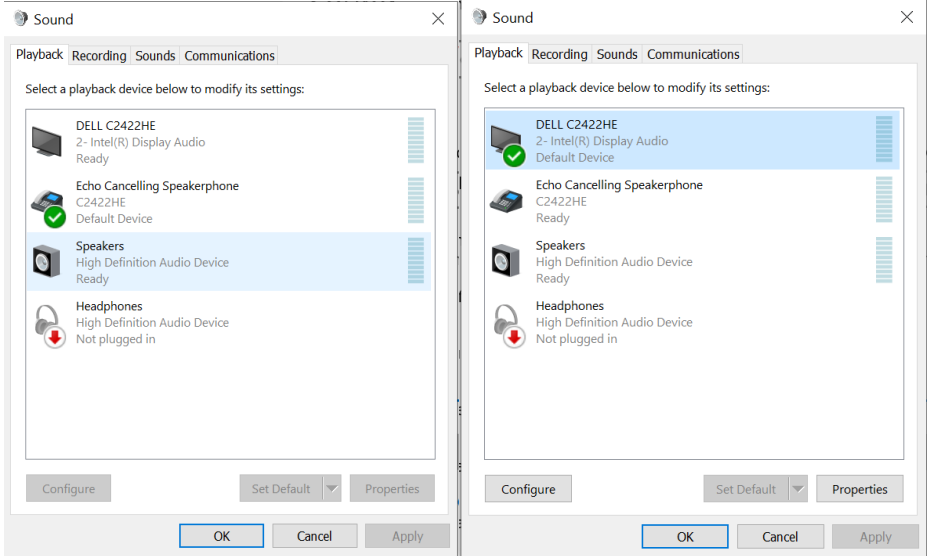 Sound
Playback Recording Sounds Communications
Select a playback device below to modify its settings:
DELL C2422HE
2- Intel(R) Display Audio
Ready
Echo Cancelling Speakerphone
C2422HE
Default Device
Speakers
High Definition Audio Device
Ready
Headphones
High Definition Audio Device
Not plugged in
Configure Set Default Properties
OK Cancel Apply
Sound
Playback Recording Sounds Communications
Select a playback device below to modify its settings:
DELL C2422HE
2- Intel(R) Display Audio
Default Device
Echo Cancelling Speakerphone
C2422HE
Ready
Speakers
High Definition Audio Device
Ready
Headphones
High Definition Audio Device
Not plugged in
Configure Set Default Properties
OK Cancel Apply